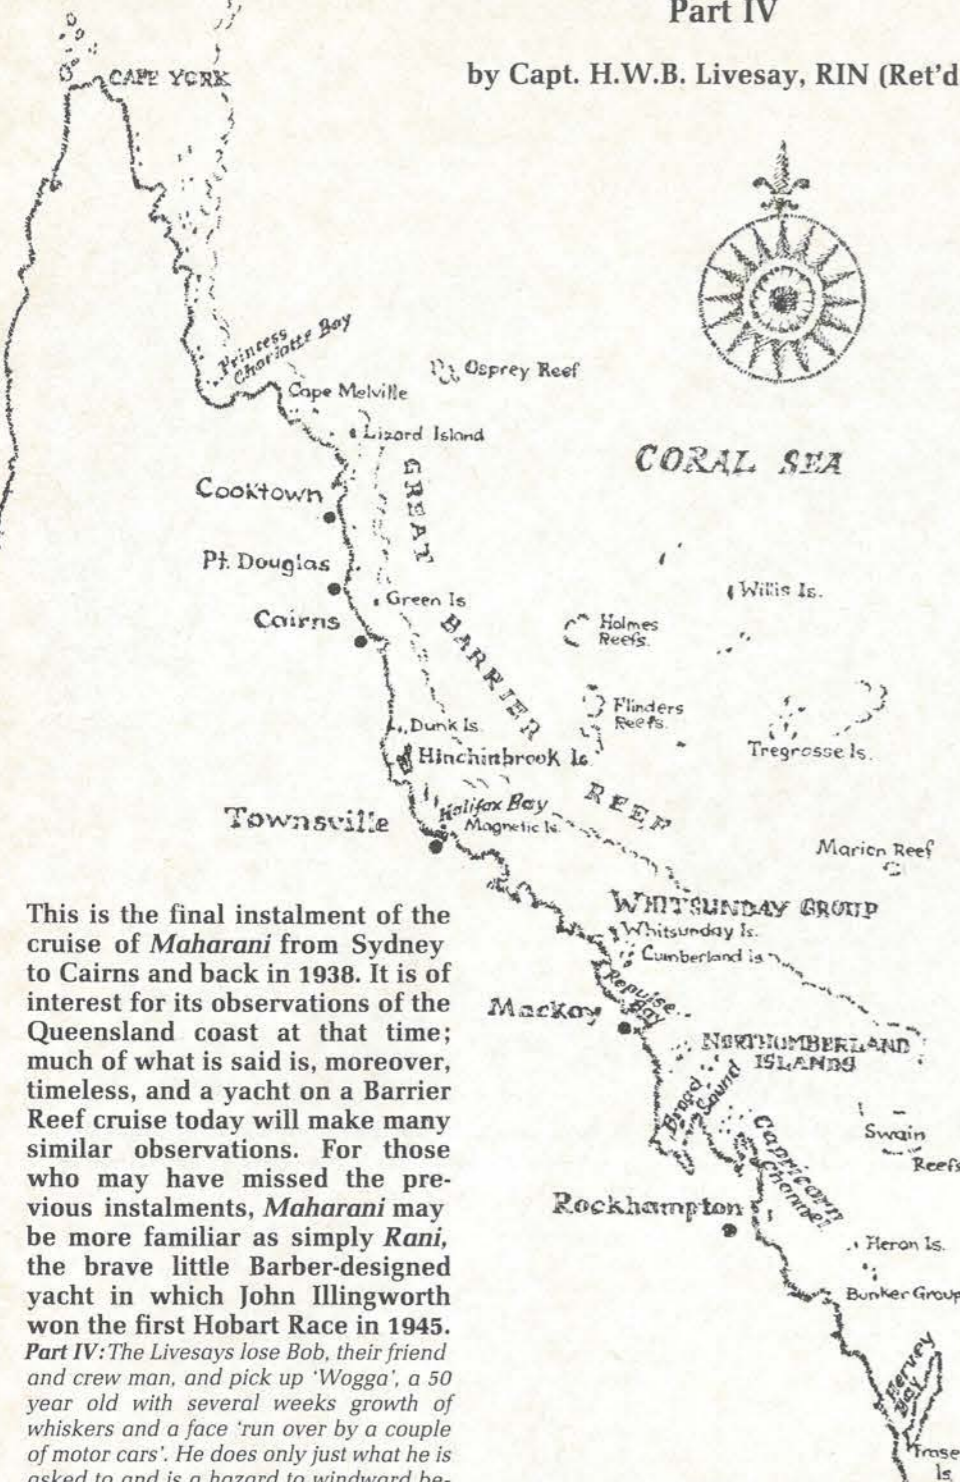 Part IV
by Capt. H.W.B. Livesay, RIN (Ret'd
CAPE YORK
Princess
Charlotte Bay
Osprey Reef
Cape Melville
Lizard Island
CORAL SEA
Cooktown
GREAT
Pt. Douglas
Willis Is.
Green Is
Cairns
Holmes
Reefs.
BARRIER
Flinders
Reefs.
Dunk Is.
Tregrosse Is.
Hinchinbrook Is
REEF
Halifax Bay
Townsville
Magnetic Is.
Marion Reef
WHITSUNDAY GROUP
Whitsunday Is.
Cumberland is
Repulse
Bay
Mackay
NORTHUMBERLAND
ISLANDS
Broad
Sound
Capricorn
Channel
Swain
Reefs
Rockhampton
Heron Is.
Bunker Group
Hervey
Bay
Frase
Is.
This is the final instalment of the
cruise of Maharani from Sydney
to Cairns and back in 1938. It is of
interest for its observations of the
Queensland coast at that time;
much of what is said is, moreover,
timeless, and a yacht on a Barrier
Reef cruise today will make many
similar observations. For those
who may have missed the pre-
vious instalments, Maharani may
be more familiar as simply Rani,
the brave little Barber-designed
yacht in which John Illingworth
won the first Hobart Race in 1945.
Part IV: The Livesays lose Bob, their friend
and crew man, and pick up 'Wogga', a 50
year old with several weeks growth of
whiskers and a face 'run over by a couple
of motor cars'. He does only just what he is
asked to and is a hazard to windward be-